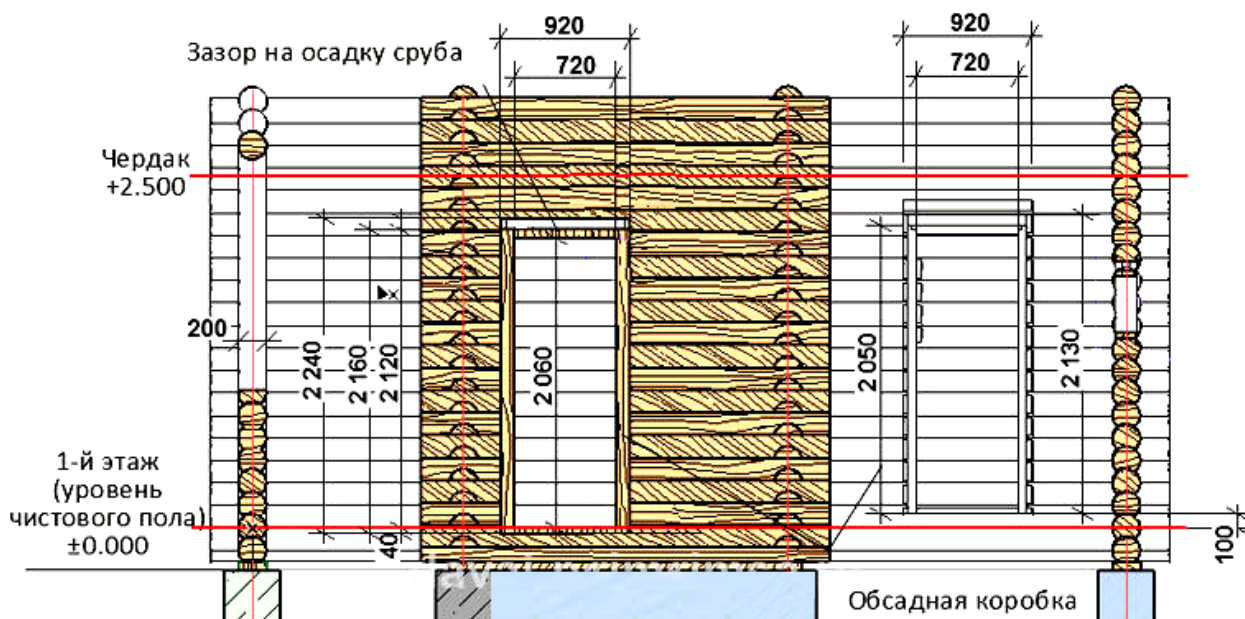 920
Зазор на осадку сруба
720
920
720
Чердак
+2.500
200
2 240
2 160
2 120
2 060
2 050
2 130
1-й этаж
(уровень
чистового пола)
±0.000
40
100
Обсадная коробка